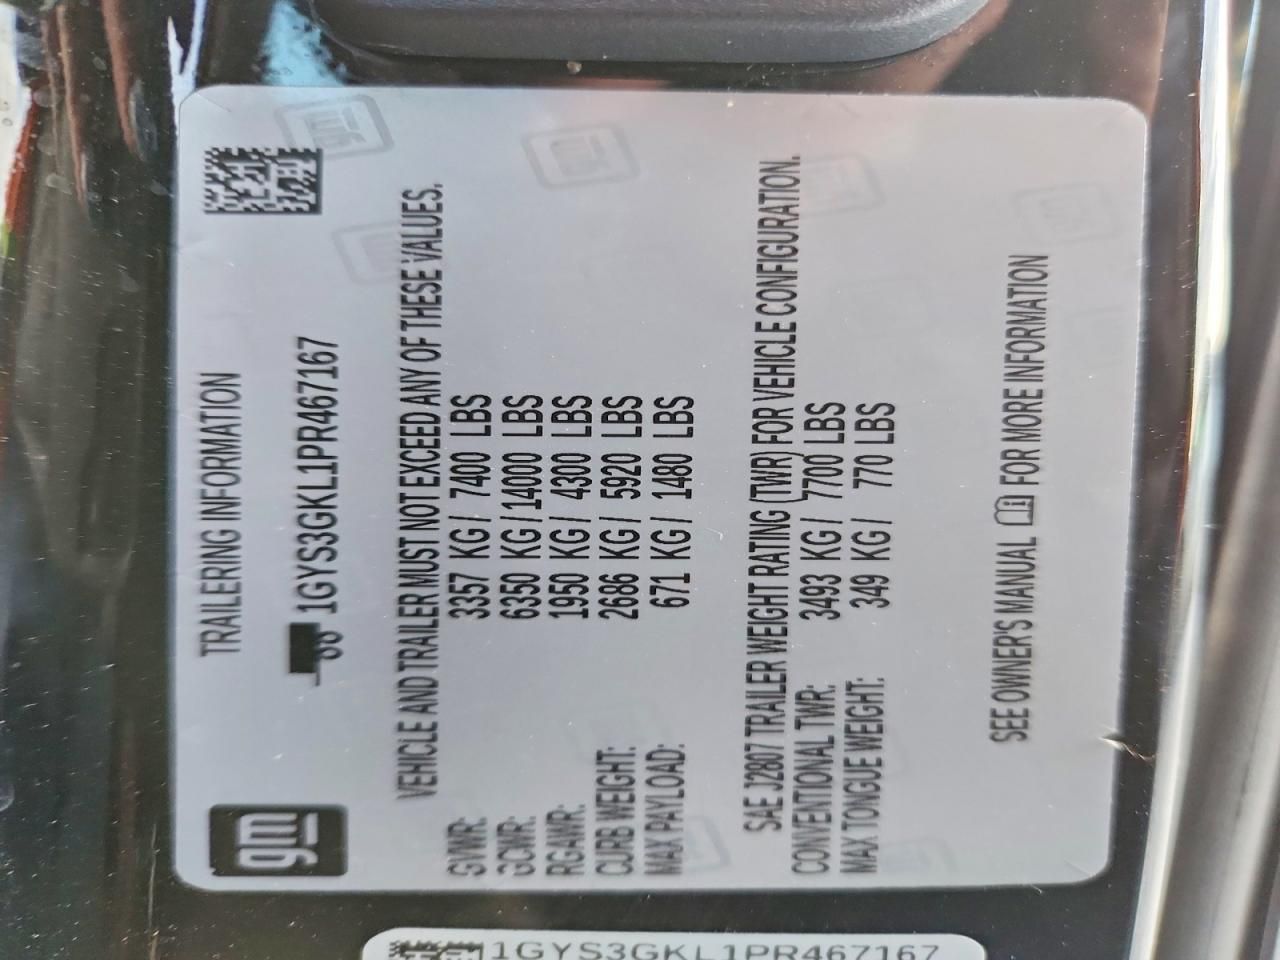 gm
TRAILERING INFORMATION
1GYS3GKL1PR467167
VEHICLE AND TRAILER MUST NOT EXCEED ANY OF THESE VALUES.
GVWR: 3357 KG / 7400 LBS
GCWR: 6350 KG / 14000 LBS
RGAWR: 1950 KG / 4300 LBS
CURB WEIGHT: 2686 KG / 5920 LBS
MAX PAYLOAD: 671 KG / 1480 LBS
SAE J2807 TRAILER WEIGHT RATING (TWR) FOR VEHICLE CONFIGURATION.
CONVENTIONAL TWR: 3493 KG / 7700 LBS
MAX TONGUE WEIGHT: 349 KG / 770 LBS
SEE OWNER'S MANUAL FOR MORE INFORMATION
1GYS3GKL1PR467167